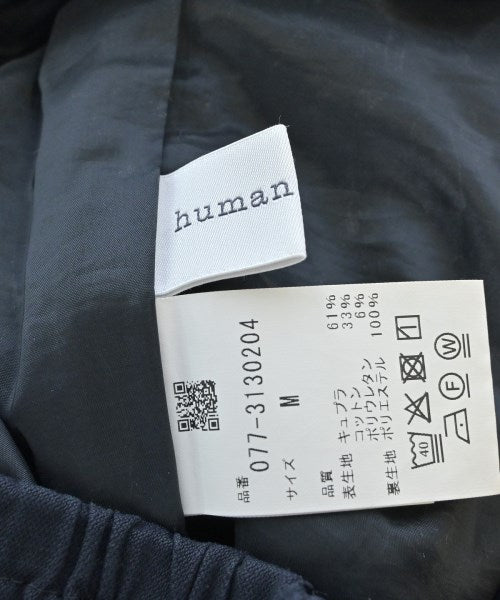 human
品番 077-3130204
サイズ M
品質
表生地 キュプラ 61%
コットン 33%
ポリウレタン 6%
裏生地 ポリエステル 100%
40
F
W